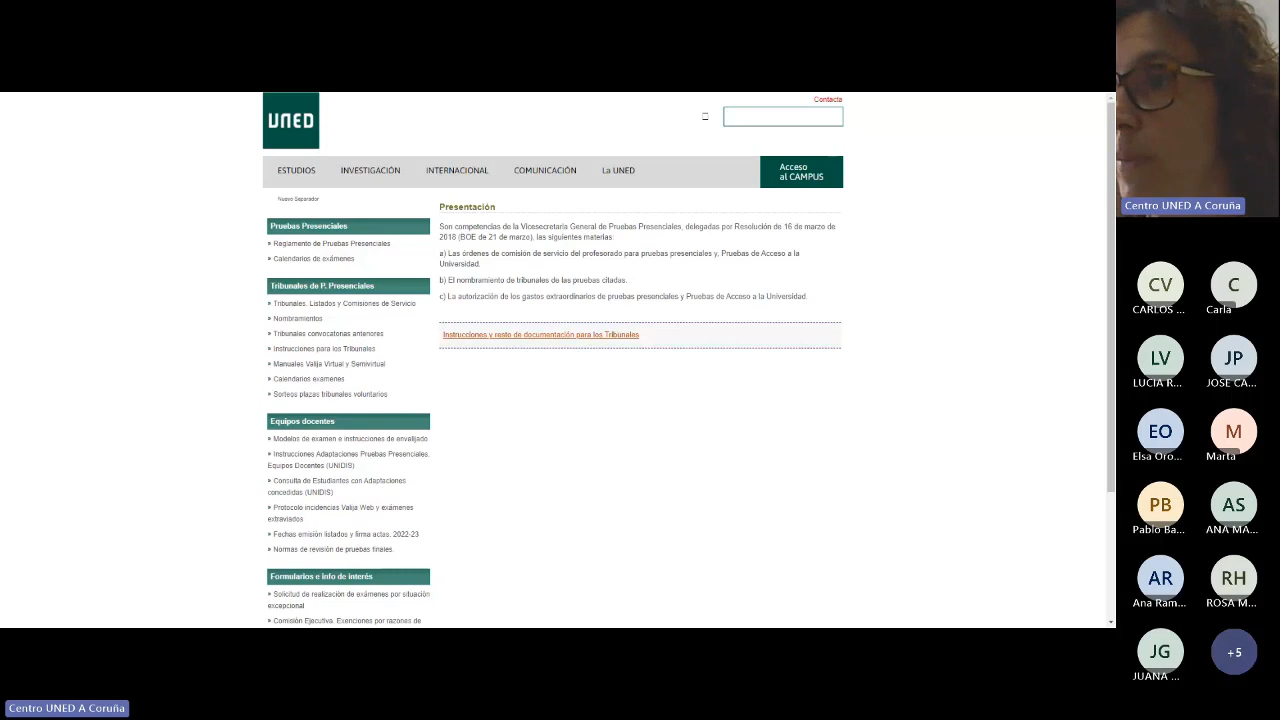 UNED
Contacta
ESTUDIOS
INVESTIGACIÓN
INTERNACIONAL
COMUNICACIÓN
La UNED
Acceso
al CAMPUS
Nuevo Separador
Pruebas Presenciales
» Reglamento de Pruebas Presenciales
» Calendarios de exámenes
Tribunales de P. Presenciales
» Tribunales. Listados y Comisiones de Servicio
» Nombramientos
» Tribunales convocatorias anteriores
» Instrucciones para los Tribunales
» Manuales Valija Virtual y Semivirtual
» Calendarios examenes
» Sorteos plazas tribunales voluntarios
Equipos docentes
» Modelos de examen e instrucciones de envalijado
» Instrucciones Adaptaciones Pruebas Presenciales.
Equipos Docentes (UNIDIS)
» Consulta de Estudiantes con Adaptaciones
concedidas (UNIDIS)
» Protocolo incidencias Valija Web y exámenes
extraviados
» Fechas emisión listados y firma actas. 2022-23
» Normas de revisión de pruebas finales.
Formularios e info de interés
» Solicitud de realización de exámenes por situación
excepcional
» Comisión Ejecutiva. Exenciones por razones de
Presentación
Son competencias de la Vicesecretaría General de Pruebas Presenciales, delegadas por Resolución de 16 de marzo de
2018 (BOE de 21 de marzo), las siguientes materias:
a) Las órdenes de comisión de servicio del profesorado para pruebas presenciales y, Pruebas de Acceso a la
Universidad.
b) El nombramiento de tribunales de las pruebas citadas.
c) La autorización de los gastos extraordinarios de pruebas presenciales y Pruebas de Acceso a la Universidad.
Instrucciones y resto de documentación para los Tribunales
Centro UNED A Coruña
CV
CARLOS ...
C
Carla
LV
LUCIA R...
JP
JOSE CA...
EO
Elsa Oro...
M
Marta
PB
Pablo Ba...
AS
ANA MA...
AR
Ana Ram...
RH
ROSA M...
JG
JUANA ...
+5
Centro UNED A Coruña